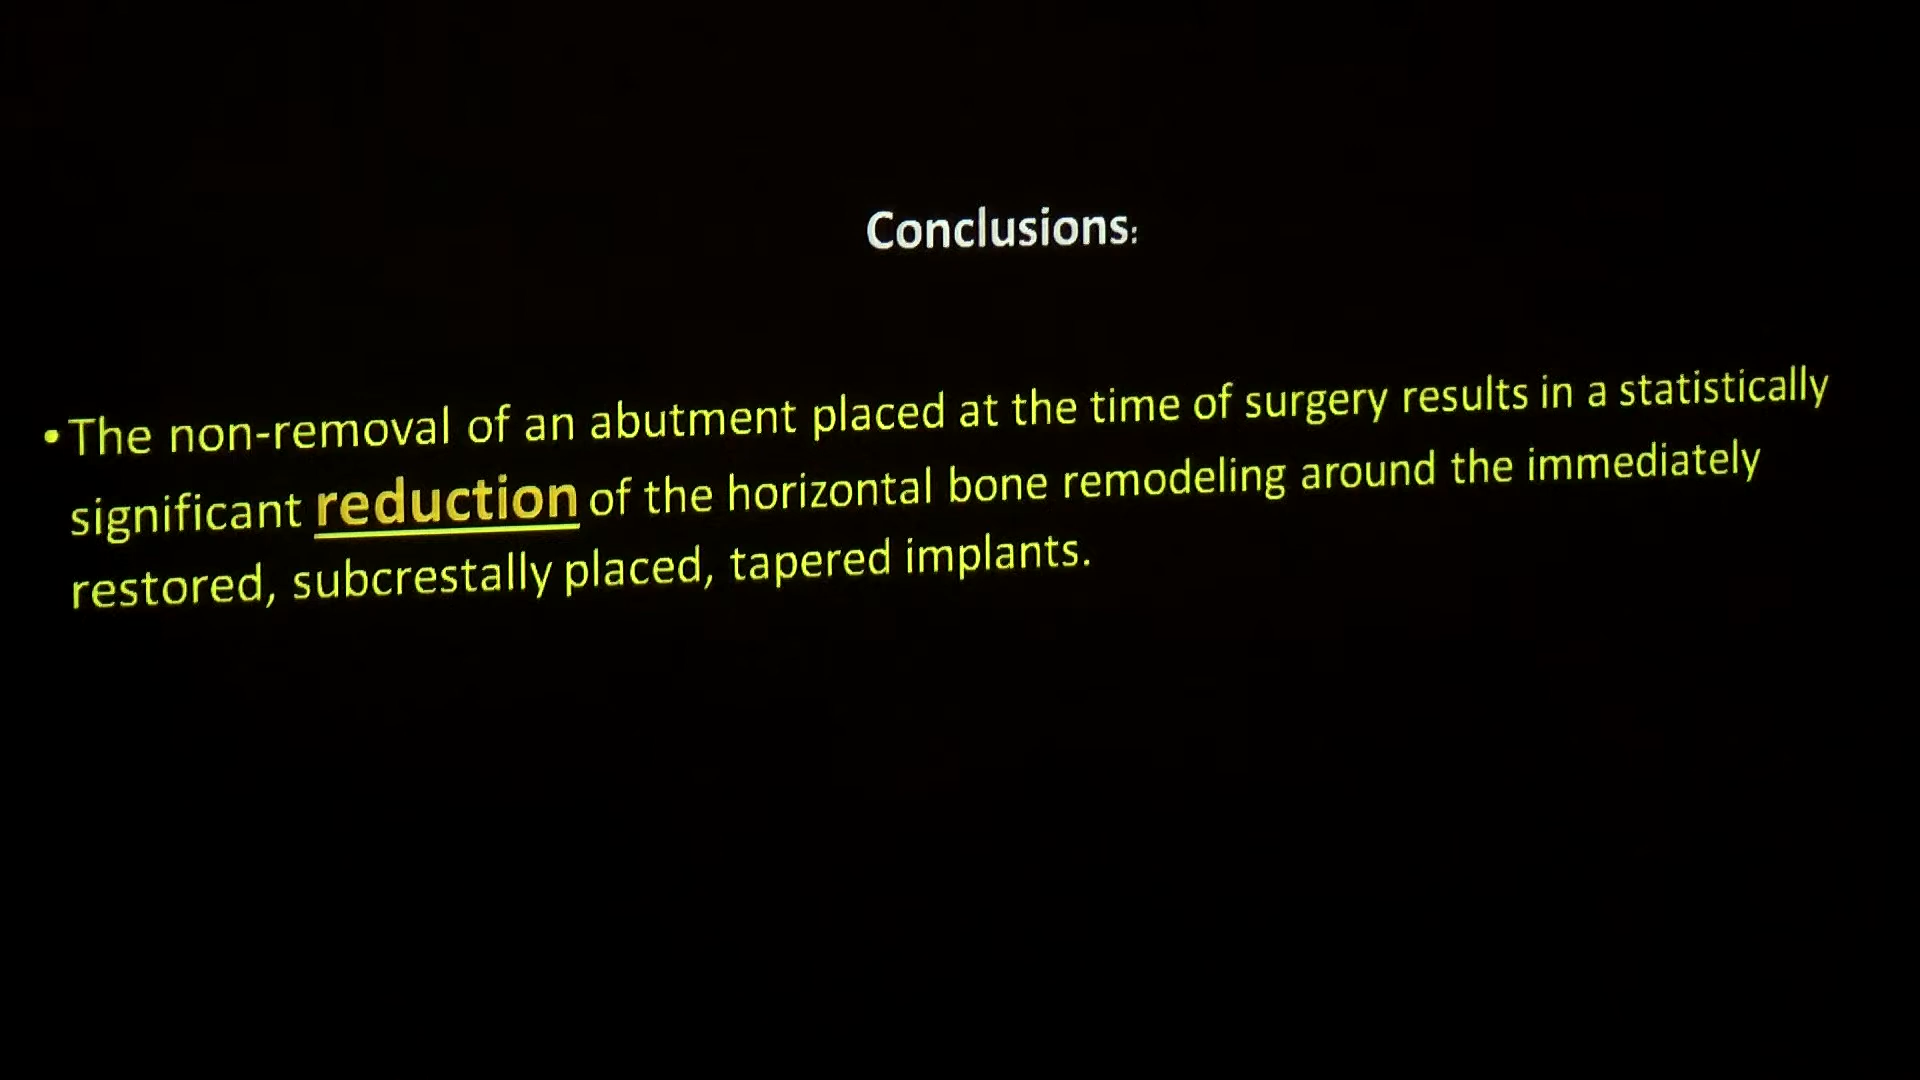 Conclusions:
•The non-removal of an abutment placed at the time of surgery results in a statistically
significant reduction of the horizontal bone remodeling around the immediately
restored, subcrestally placed, tapered implants.